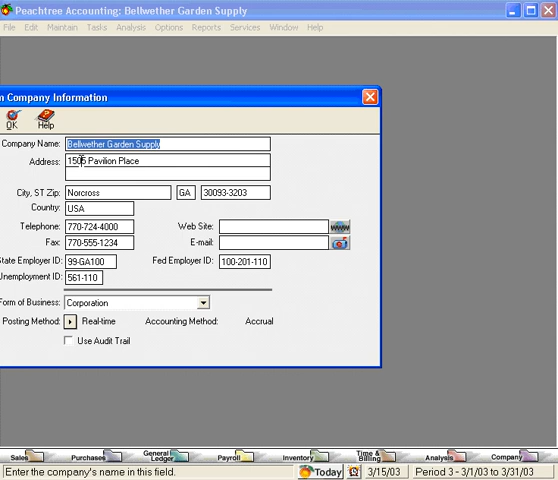 Peachtree Accounting: Bellwether Garden Supply
File Edit Maintain Tasks Analysis Options Reports Services Window Help
n Company Information
OK Help
Company Name: Bellwether Garden Supply
Address: 1505 Pavilion Place
City, ST Zip: Norcross GA 30093-3203
Country: USA
Telephone: 770-724-4000 Web Site: WWW
Fax: 770-555-1234 E-mail:
State Employer ID: 99-GA100 Fed Employer ID: 100-201-110
Unemployment ID: 561-110
Form of Business: Corporation
Posting Method: Real-time Accounting Method: Accrual
Use Audit Trail
Sales Purchases General Ledger Payroll Inventory Time & Billing Analysis Company
Enter the company's name in this field. Today 3/15/03 Period 3 - 3/1/03 to 3/31/03